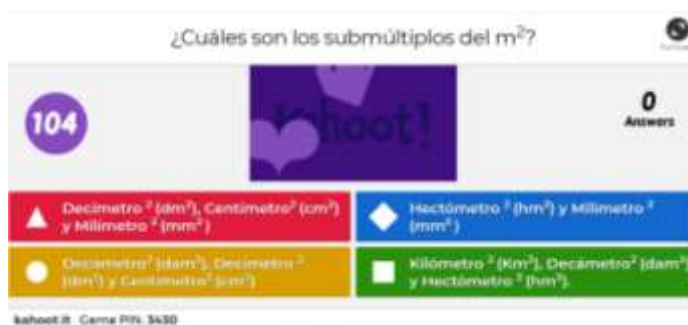 ¿Cuáles son los submúltiplos del m²?
104
Kahoot!
0
Answers
Decímetro ² (dm²), Centímetro² (cm²)
y Milímetro ² (mm²)
Hectómetro ² (hm²) y Milímetro ²
(mm²)
Decámetro² (dam²), Decímetro ²
(dm²) y Centímetro² (cm²)
Kilómetro ² (Km²), Decámetro² (dam²)
y Hectómetro ² (hm²).
kahoot.it Game PIN: 3430